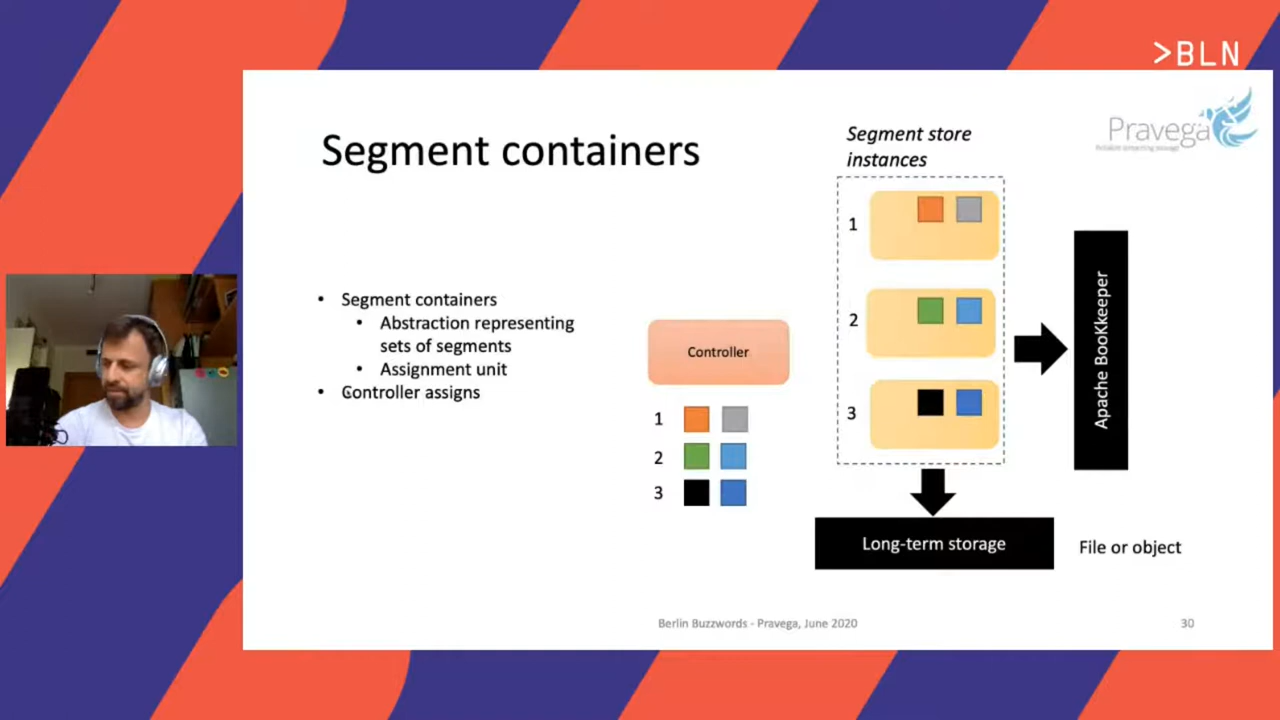 >BLN
Segment containers
Segment store
instances
Pravega
• Segment containers
• Abstraction representing
sets of segments
• Assignment unit
• Controller assigns
Controller
1
2
3
1
2
3
Apache BooKkeeper
Long-term storage
File or object
Berlin Buzzwords - Pravega, June 2020
30